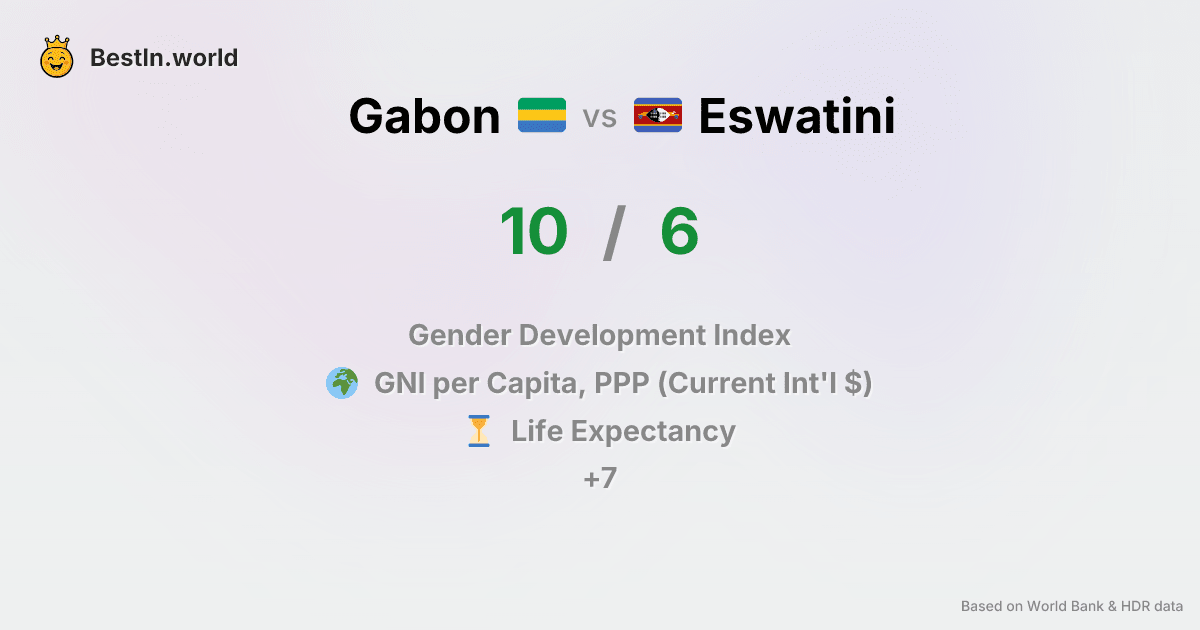 BestIn.world
Gabon vs Eswatini
10 / 6
Gender Development Index
GNI per Capita, PPP (Current Int'l $)
Life Expectancy
+7
Based on World Bank & HDR data